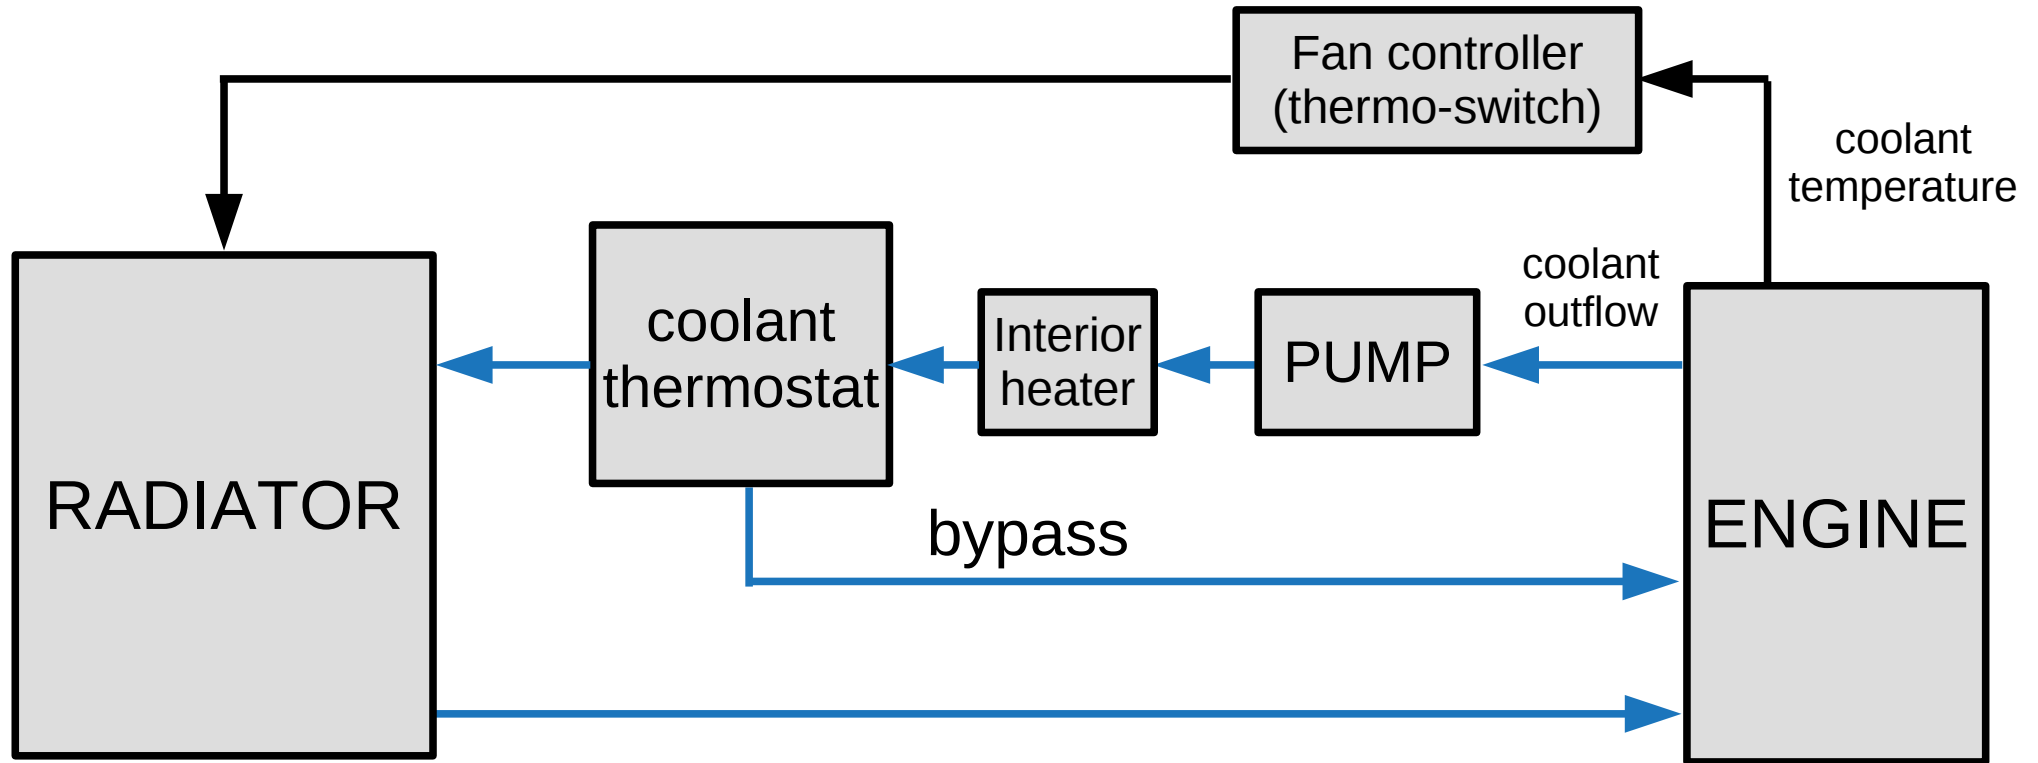 Fan controller
(thermo-switch)
coolant
temperature
coolant
outflow
coolant
thermostat
Interior
heater
PUMP
RADIATOR
bypass
ENGINE